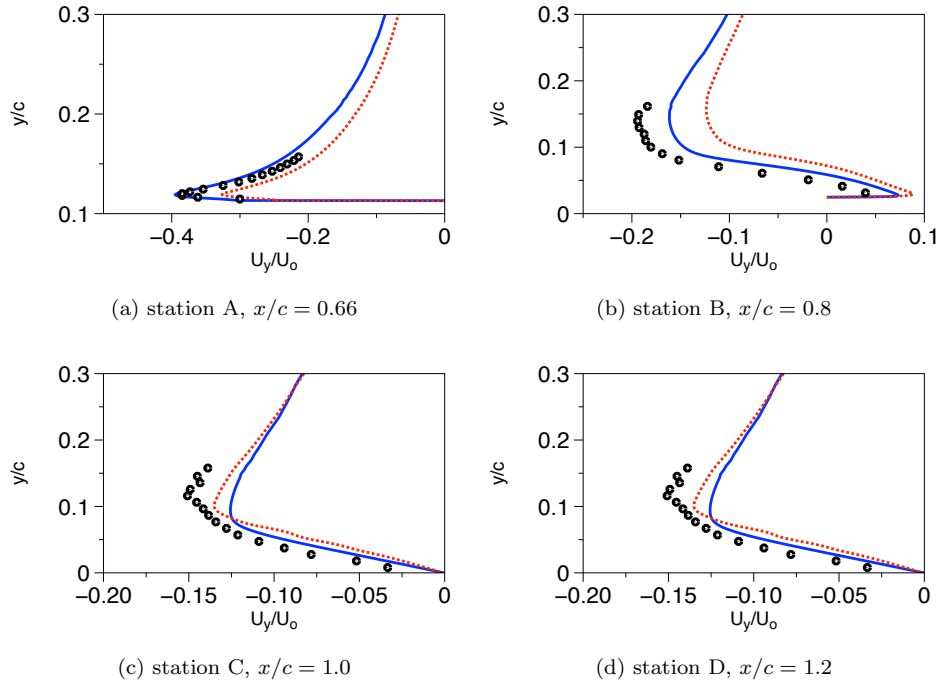 0.3
0.2
0.1
y/c
−0.4
−0.2
0
U_y/U_o
(a) station A, x/c = 0.66
0.3
0.2
0.1
0
y/c
−0.2
−0.1
0
0.1
U_y/U_o
(b) station B, x/c = 0.8
0.3
0.2
0.1
0
y/c
−0.20
−0.15
−0.10
−0.05
0
U_y/U_o
(c) station C, x/c = 1.0
0.3
0.2
0.1
0
y/c
−0.20
−0.15
−0.10
−0.05
0
U_y/U_o
(d) station D, x/c = 1.2